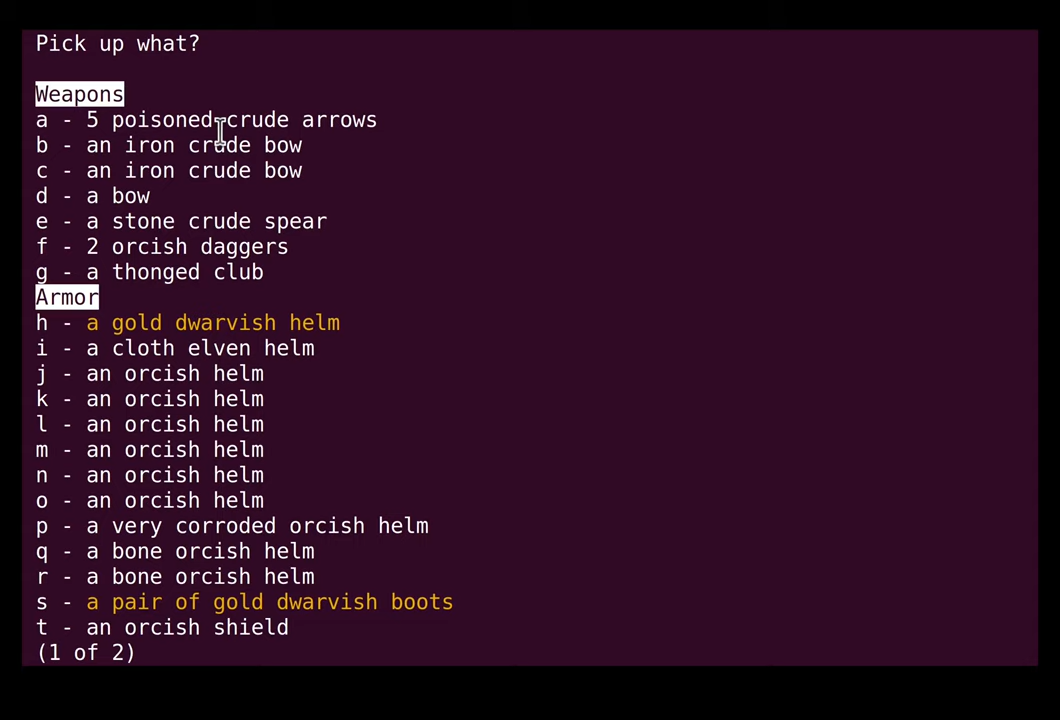 Pick up what?
Weapons
a - 5 poisoned crude arrows
b - an iron crude bow
c - an iron crude bow
d - a bow
e - a stone crude spear
f - 2 orcish daggers
g - a thonged club
Armor
h - a gold dwarvish helm
i - a cloth elven helm
j - an orcish helm
k - an orcish helm
l - an orcish helm
m - an orcish helm
n - an orcish helm
o - an orcish helm
p - a very corroded orcish helm
q - a bone orcish helm
r - a bone orcish helm
s - a pair of gold dwarvish boots
t - an orcish shield
(1 of 2)